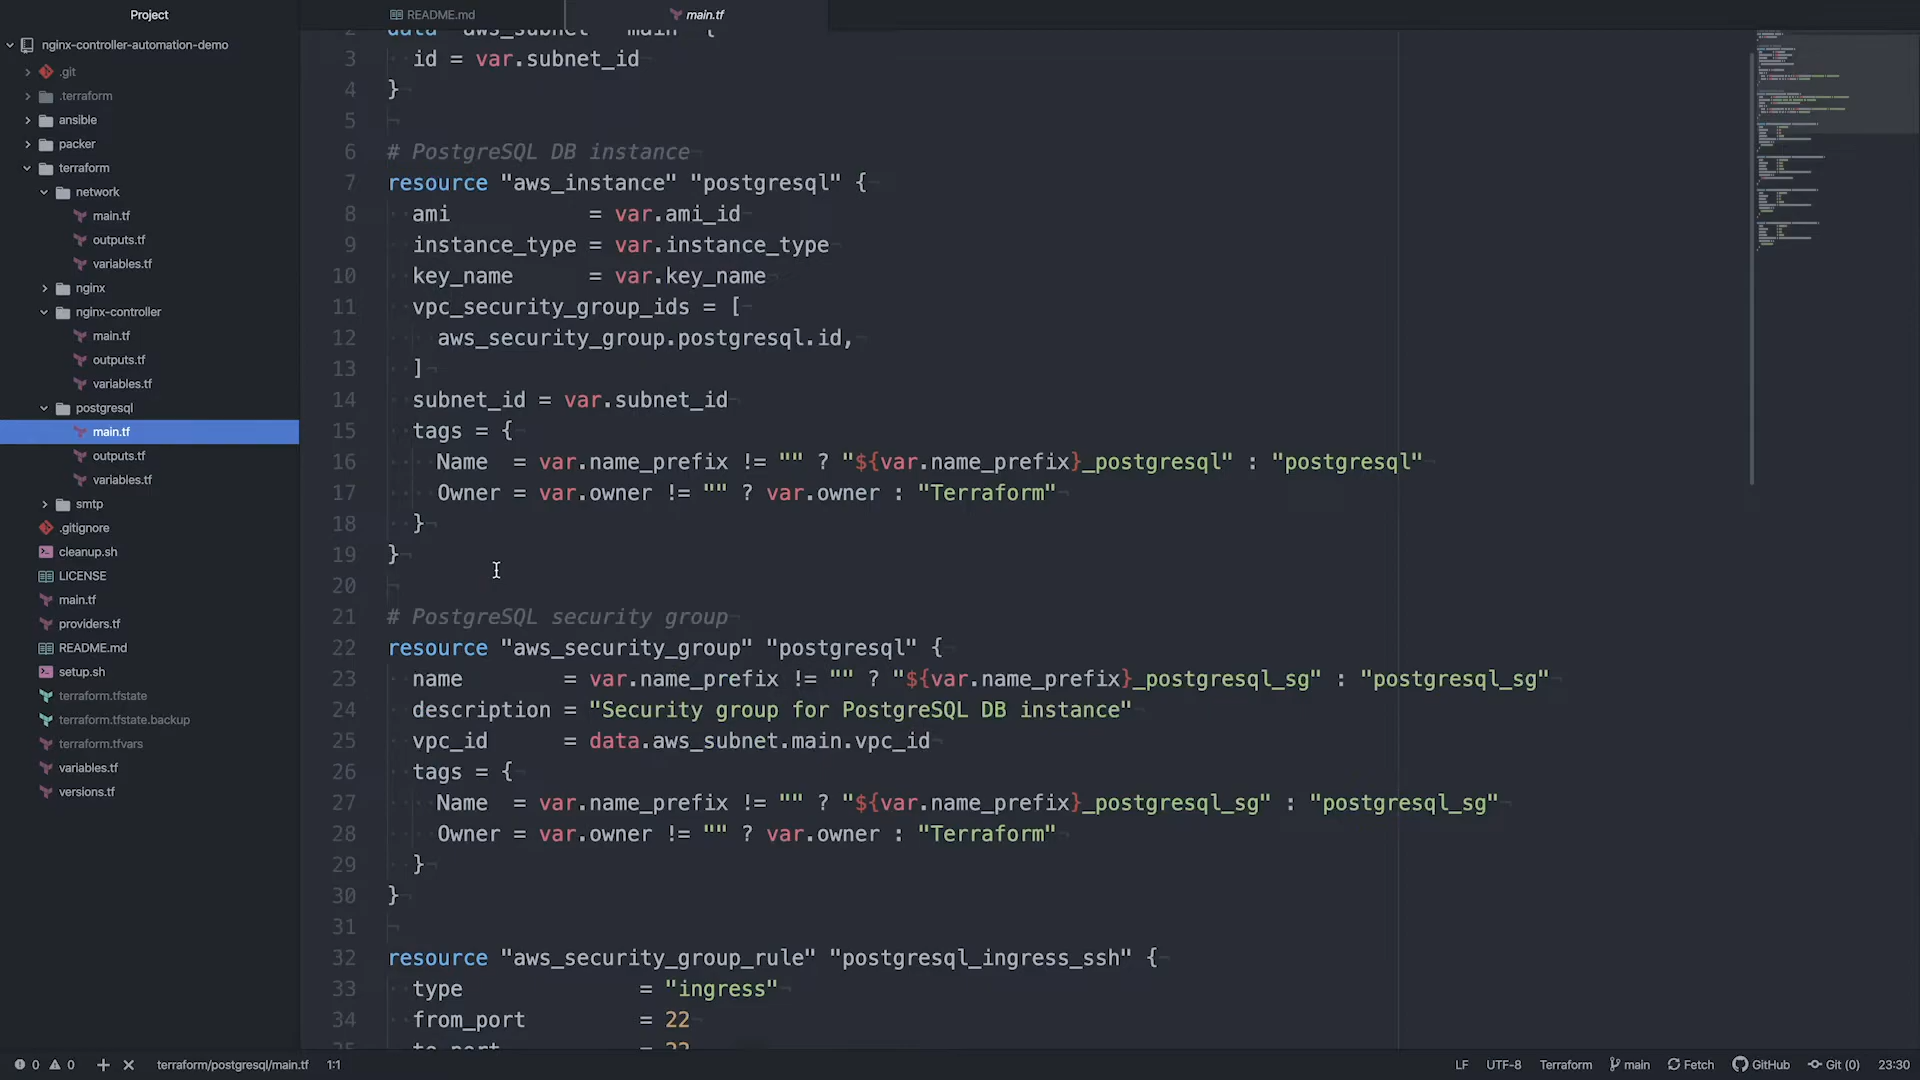 Project
README.md
main.tf
nginx-controller-automation-demo
.git
.terraform
ansible
packer
terraform
network
main.tf
outputs.tf
variables.tf
nginx
nginx-controller
main.tf
outputs.tf
variables.tf
postgresql
main.tf
outputs.tf
variables.tf
smtp
.gitignore
cleanup.sh
LICENSE
main.tf
providers.tf
README.md
setup.sh
terraform.tfstate
terraform.tfstate.backup
terraform.tfvars
variables.tf
versions.tf
2 data "aws_subnet" "main" {
3 id = var.subnet_id
4 }
5
6 # PostgreSQL DB instance
7 resource "aws_instance" "postgresql" {
8 ami = var.ami_id
9 instance_type = var.instance_type
10 key_name = var.key_name
11 vpc_security_group_ids = [
12 aws_security_group.postgresql.id,
13 ]
14 subnet_id = var.subnet_id
15 tags = {
16 Name = var.name_prefix != "" ? "${var.name_prefix}_postgresql" : "postgresql"
17 Owner = var.owner != "" ? var.owner : "Terraform"
18 }
19 }
20
21 # PostgreSQL security group
22 resource "aws_security_group" "postgresql" {
23 name = var.name_prefix != "" ? "${var.name_prefix}_postgresql_sg" : "postgresql_sg"
24 description = "Security group for PostgreSQL DB instance"
25 vpc_id = data.aws_subnet.main.vpc_id
26 tags = {
27 Name = var.name_prefix != "" ? "${var.name_prefix}_postgresql_sg" : "postgresql_sg"
28 Owner = var.owner != "" ? var.owner : "Terraform"
29 }
30 }
31
32 resource "aws_security_group_rule" "postgresql_ingress_ssh" {
33 type = "ingress"
34 from_port = 22
35 to_port = 22
0 0 terraform/postgresql/main.tf 1:1 LF UTF-8 Terraform main Fetch GitHub Git (0) 23:30